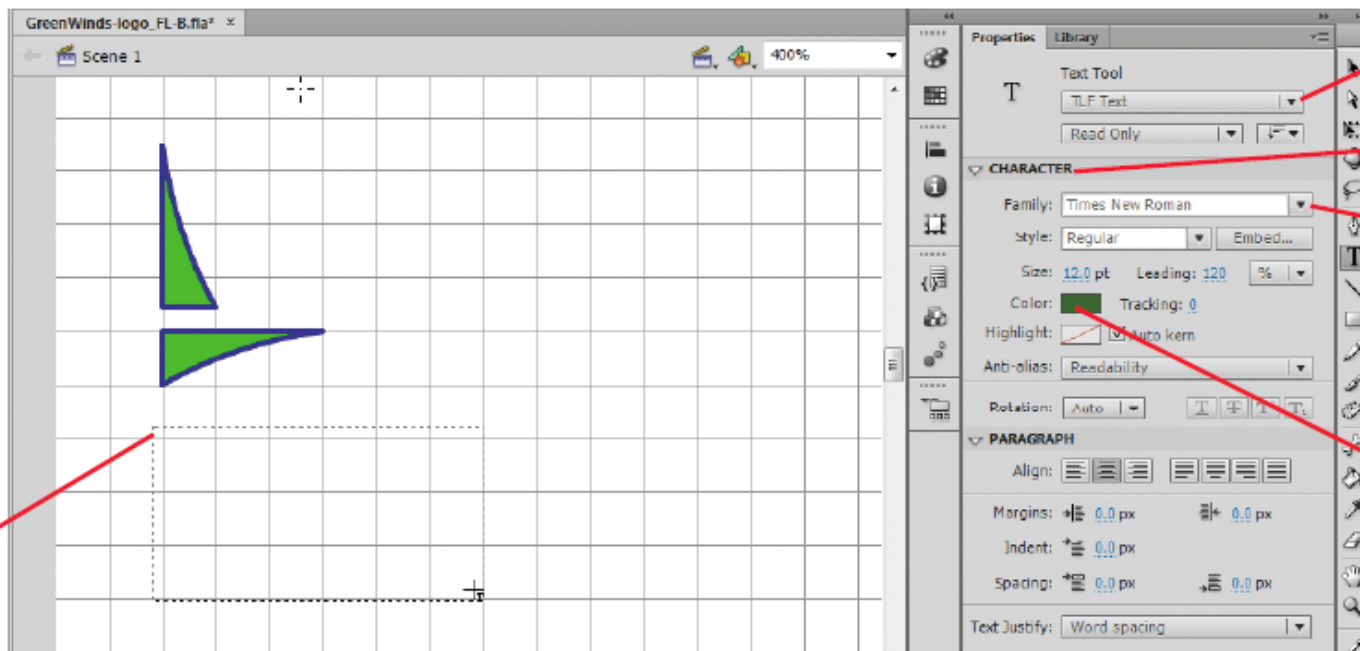 GreenWinds-logo_FL-B.fla* ×
Scene 1
400%
Properties Library
Text Tool
T
TLF Text
Read Only
CHARACTER
Family: Times New Roman
Style: Regular Embed...
Size: 12.0 pt Leading: 120 %
Color: Tracking: 0
Highlight: Auto kern
Anti-alias: Readability
Rotation: Auto T T T T
PARAGRAPH
Align:
Margins: 0.0 px 0.0 px
Indent: 0.0 px
Spacing: 0.0 px 0.0 px
Text Justify: Word spacing